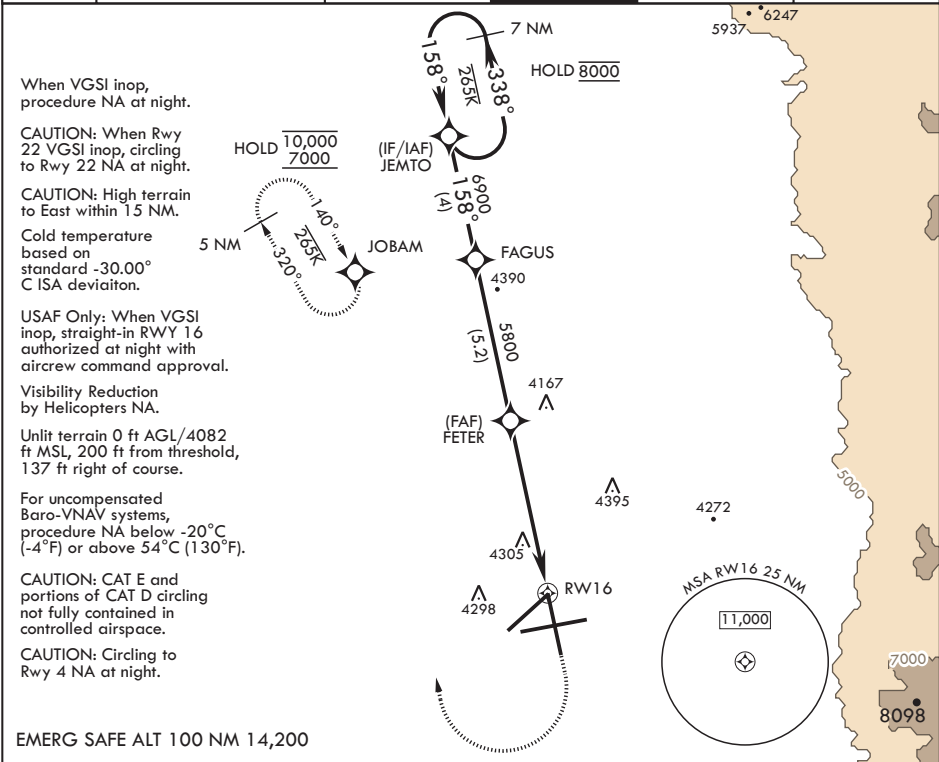 When VGSI inop,
procedure NA at night.
CAUTION: When Rwy
22 VGSI inop, circling
to Rwy 22 NA at night.
CAUTION: High terrain
to East within 15 NM.
Cold temperature
based on
standard -30.00°
C ISA deviaiton.
USAF Only: When VGSI
inop, straight-in RWY 16
authorized at night with
aircrew command approval.
Visibility Reduction
by Helicopters NA.
Unlit terrain 0 ft AGL/4082
ft MSL, 200 ft from threshold,
137 ft right of course.
For uncompensated
Baro-VNAV systems,
procedure NA below -20°C
(-4°F) or above 54°C (130°F).
CAUTION: CAT E and
portions of CAT D circling
not fully contained in
controlled airspace.
CAUTION: Circling to
Rwy 4 NA at night.
EMERG SAFE ALT 100 NM 14,200
HOLD 10,000
7000
140°
265K
320°
5 NM
JOBAM
7 NM
158°
265K
338°
HOLD 8000
(IF/IAF)
JEMTO
6900
158°
(4)
FAGUS
4390
5800
(5.2)
4167
(FAF)
FETER
4395
4272
4305
4298
RW16
MSA RW16 25 NM
11,000
6247
5937
5000
7000
8098